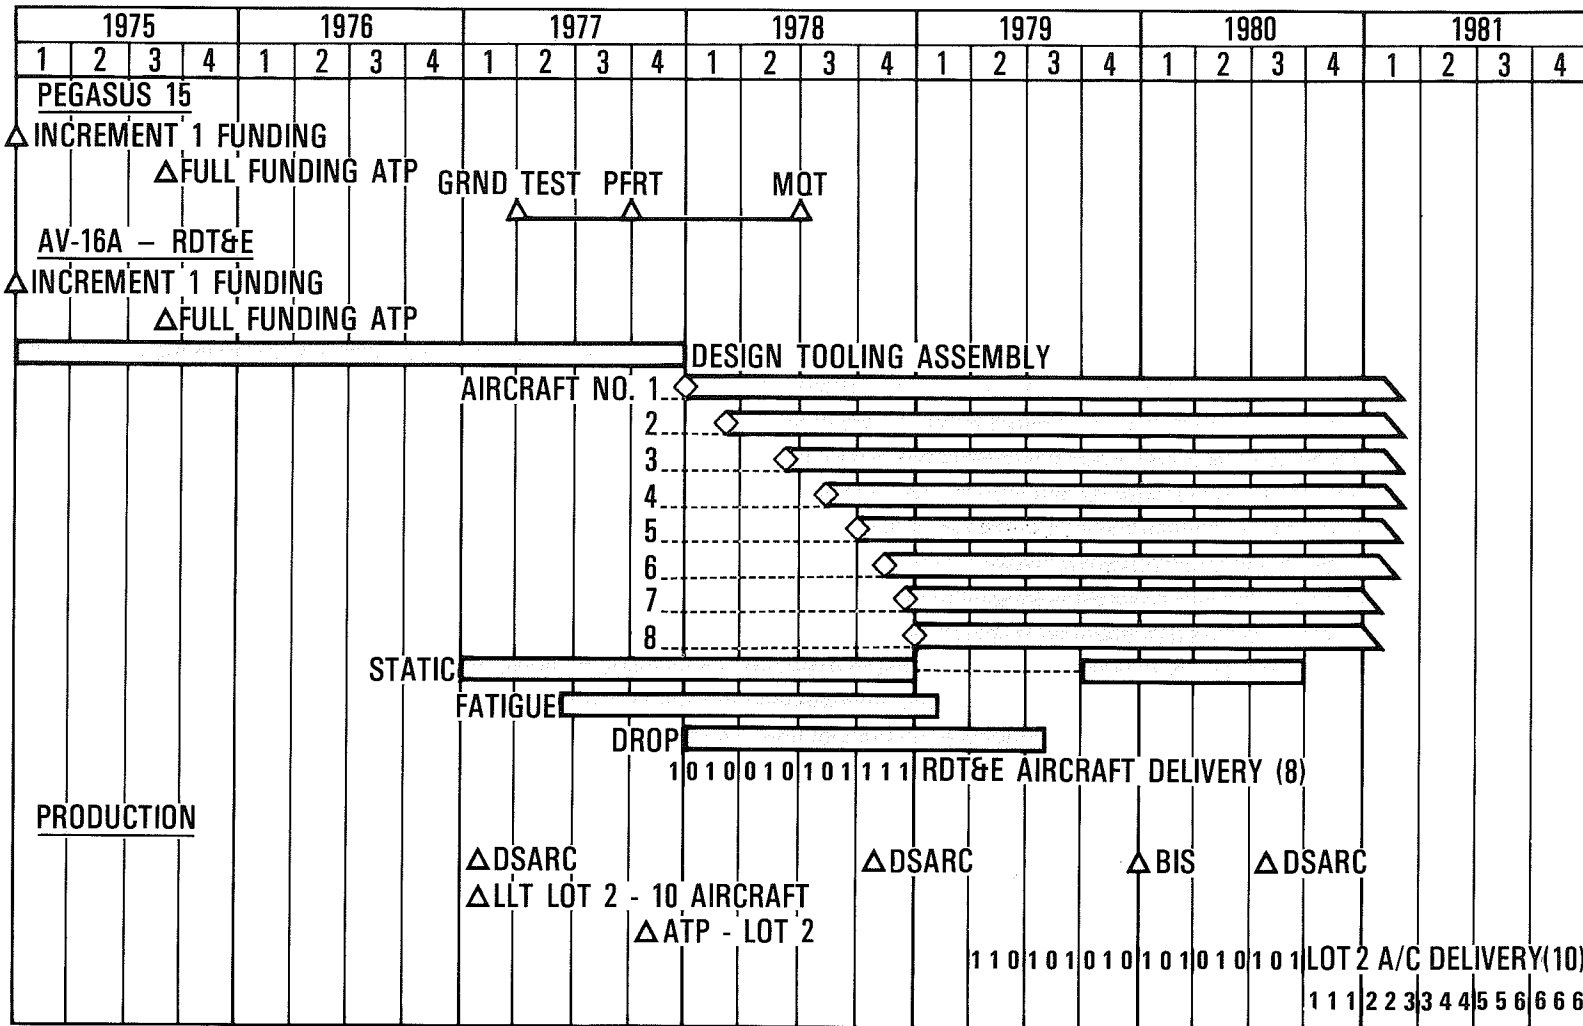 1975 1976 1977 1978 1979 1980 1981
1 2 3 4 1 2 3 4 1 2 3 4 1 2 3 4 1 2 3 4 1 2 3 4 1 2 3 4
PEGASUS 15
INCREMENT 1 FUNDING
FULL FUNDING ATP
GRND TEST PFRT MQT
AV-16A – RDT&E
INCREMENT 1 FUNDING
FULL FUNDING ATP
DESIGN TOOLING ASSEMBLY
AIRCRAFT NO. 1
2
3
4
5
6
7
8
STATIC
FATIGUE
DROP
1 0 1 0 0 1 0 1 0 1 1 1 1 RDT&E AIRCRAFT DELIVERY (8)
PRODUCTION
DSARC DSARC BIS DSARC
LLT LOT 2 - 10 AIRCRAFT
ATP - LOT 2
1 1 0 1 0 1 0 1 0 1 0 1 0 1 0 1 0 1 LOT 2 A/C DELIVERY (10)
1 1 1 2 2 3 3 4 4 5 5 6 6 6 6